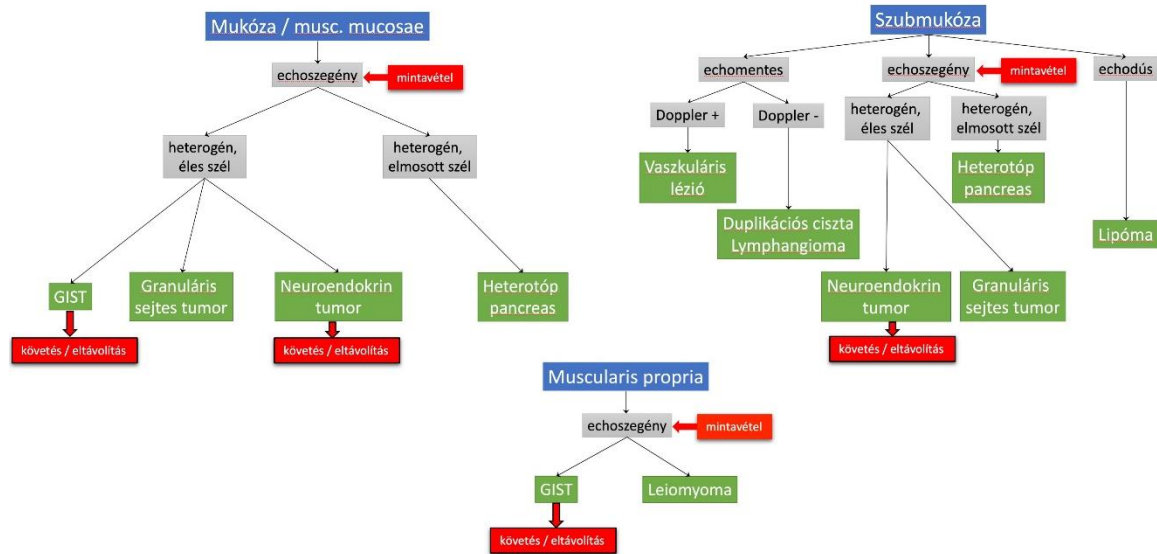 Mukóza / musc. mucosae
echoszegény
mintavétel
heterogén,
éles szél
heterogén,
elmosott szél
GIST
Granuláris
sejtes tumor
Neuroendokrin
tumor
Heterotóp
pancreas
követés / eltávolítás
követés / eltávolítás
Szubmukóza
echomentes
echoszegény
mintavétel
echodús
Doppler +
Doppler -
heterogén,
éles szél
heterogén,
elmosott szél
Vaszkuláris
lézió
Heterotóp
pancreas
Duplikációs ciszta
Lymphangioma
Lipóma
Neuroendokrin
tumor
Granuláris
sejtes tumor
követés / eltávolítás
Muscularis propria
echoszegény
mintavétel
GIST
Leiomyoma
követés / eltávolítás